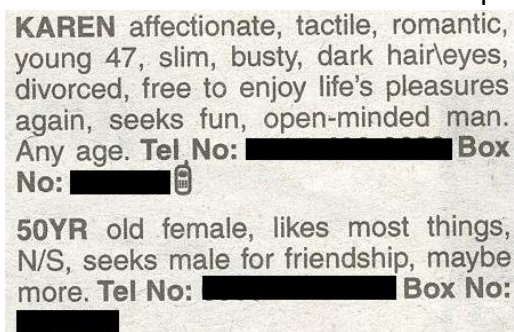 KAREN affectionate, tactile, romantic,
young 47, slim, busty, dark hair\eyes,
divorced, free to enjoy life's pleasures
again, seeks fun, open-minded man.
Any age. Tel No: Box
No:
50YR old female, likes most things,
N/S, seeks male for friendship, maybe
more. Tel No: Box No: